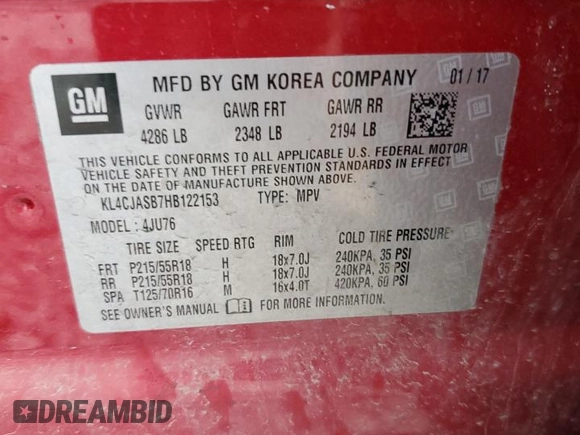 GM MFD BY GM KOREA COMPANY 01/17
GVWR GAWR FRT GAWR RR
4286 LB 2348 LB 2194 LB
THIS VEHICLE CONFORMS TO ALL APPLICABLE U.S. FEDERAL MOTOR
VEHICLE SAFETY AND THEFT PREVENTION STANDARDS IN EFFECT
ON THE DATE OF MANUFACTURE SHOWN ABOVE.
KL4CJASB7HB122153 TYPE: MPV
MODEL: 4JU76
TIRE SIZE SPEED RTG RIM COLD TIRE PRESSURE
FRT P215/55R18 H 18x7.0J 240KPA, 35 PSI
RR P215/55R18 H 18x7.0J 240KPA, 35 PSI
SPA T125/70R16 M 16x4.0T 420KPA, 60 PSI
SEE OWNER'S MANUAL FOR MORE INFORMATION.
DREAMBID